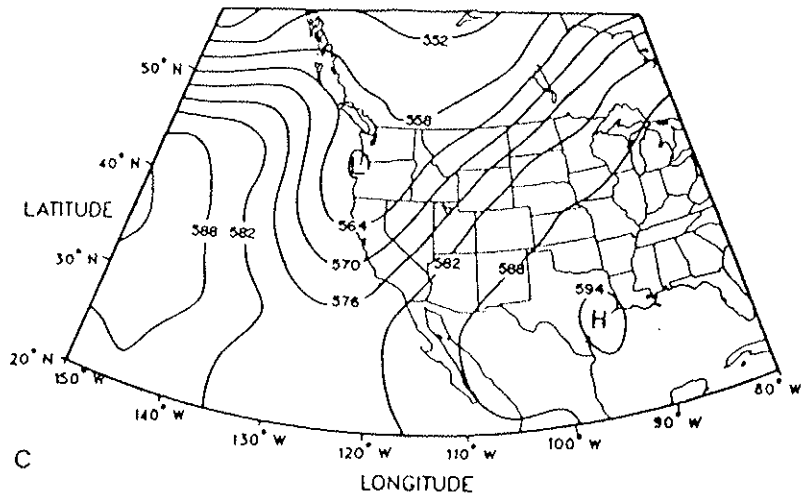 552
50° N
558
40° N
L
LATITUDE
564
588
582
30° N
570
582
588
576
594
H
20° N
150° W
80° W
140° W
90° W
130° W
100° W
120° W
110° W
C
LONGITUDE